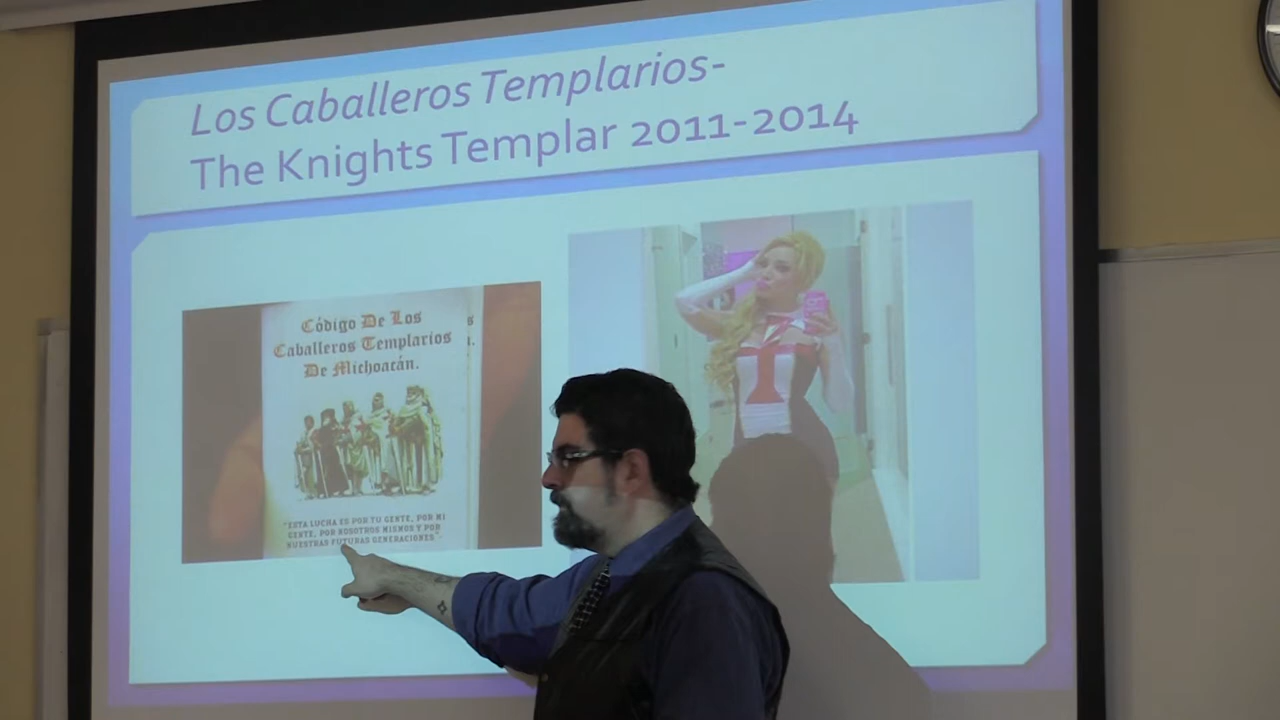 Los Caballeros Templarios-
The Knights Templar 2011-2014
Código De Los
Caballeros Templarios
De Michoacán.
"ESTA LUCHA ES POR TU GENTE, POR MI
GENTE, POR NOSOTROS MISMOS Y POR
NUESTRAS FUTURAS GENERACIONES"